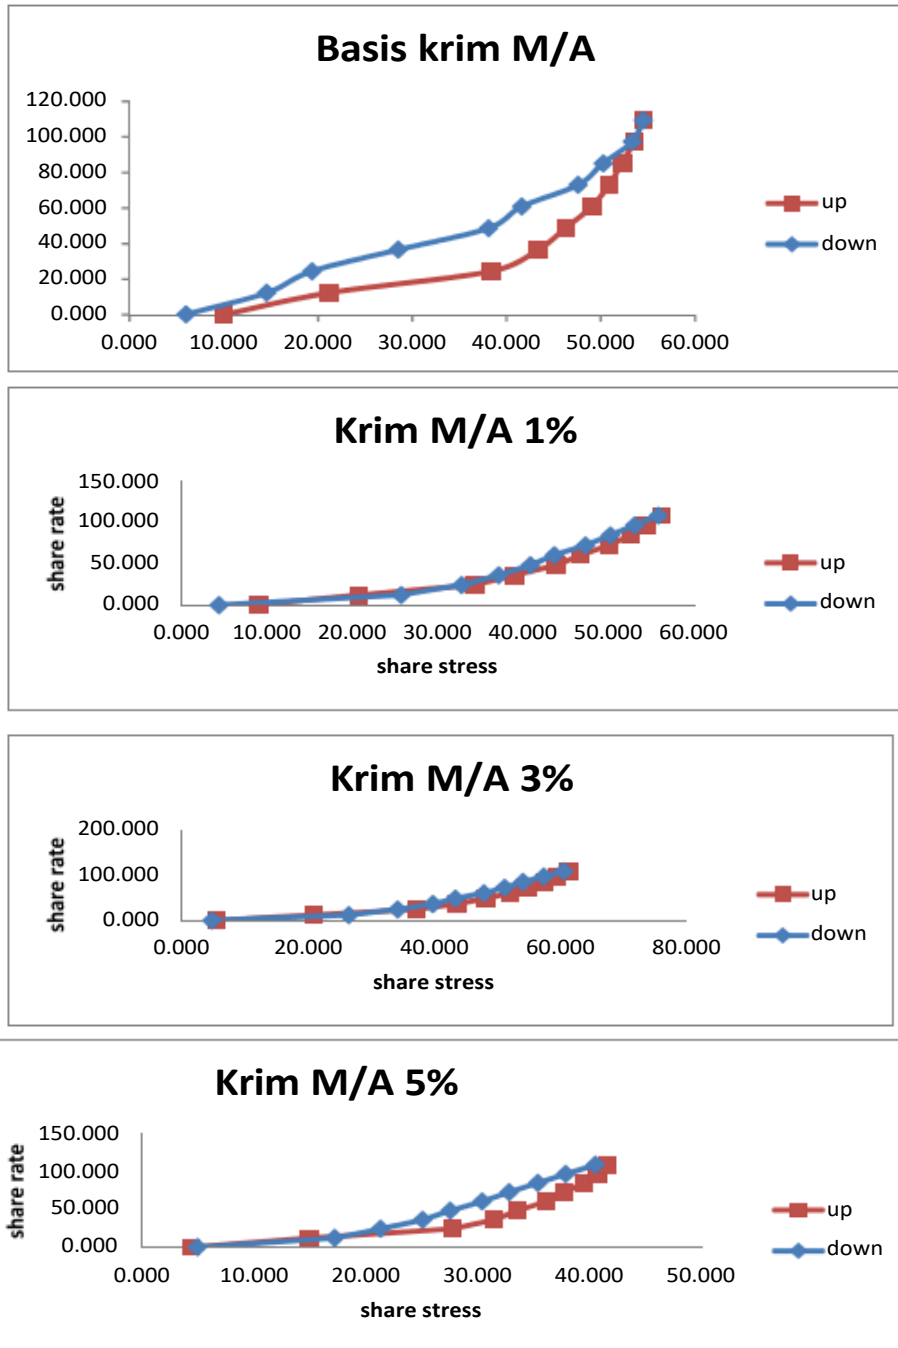 Basis krim M/A
120.000
100.000
80.000
60.000
40.000
20.000
0.000
0.000 10.000 20.000 30.000 40.000 50.000 60.000
up
down
Krim M/A 1%
share rate
150.000
100.000
50.000
0.000
0.000 10.000 20.000 30.000 40.000 50.000 60.000
share stress
up
down
Krim M/A 3%
share rate
200.000
100.000
0.000
0.000 20.000 40.000 60.000 80.000
share stress
up
down
Krim M/A 5%
share rate
150.000
100.000
50.000
0.000
0.000 10.000 20.000 30.000 40.000 50.000
share stress
up
down